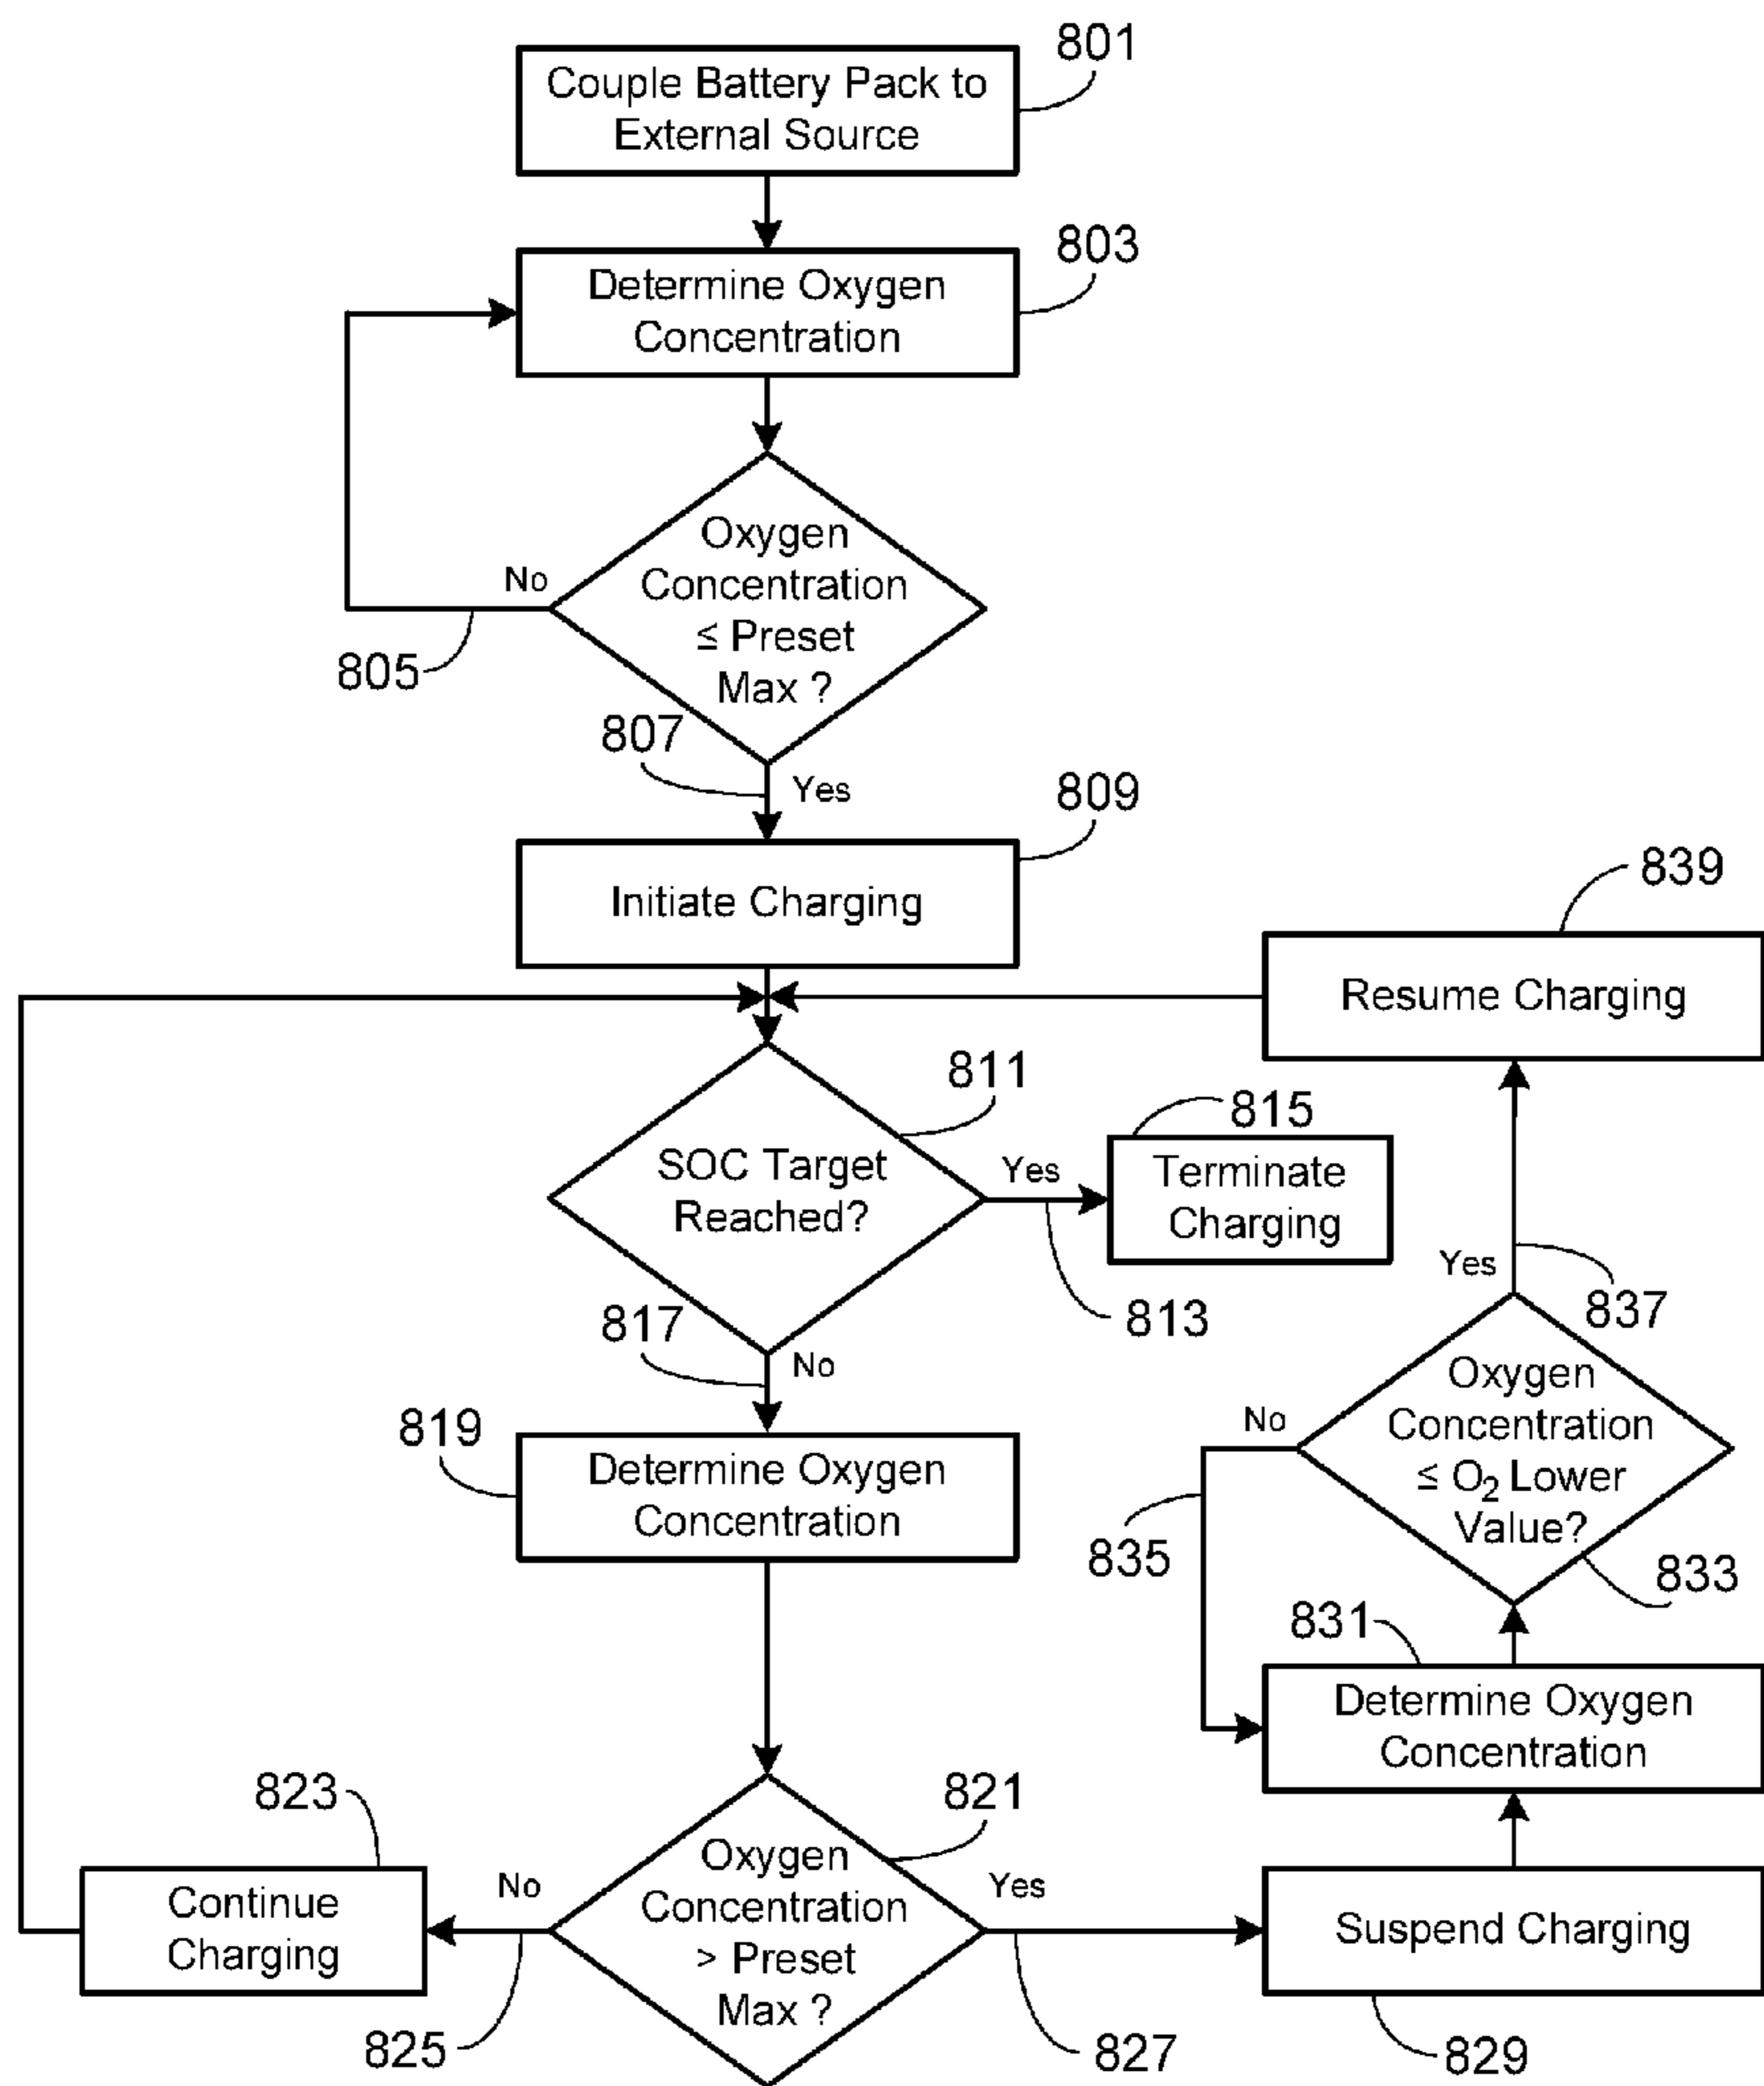 801
Couple Battery Pack to
External Source
803
Determine Oxygen
Concentration
Oxygen
Concentration
≤ Preset
Max ?
No
805
807
Yes
809
Initiate Charging
839
Resume Charging
811
SOC Target
Reached?
Yes
813
815
Terminate
Charging
817
No
819
Determine Oxygen
Concentration
821
Oxygen
Concentration
> Preset
Max ?
No
825
823
Continue
Charging
Yes
827
Suspend Charging
829
831
Determine Oxygen
Concentration
833
Oxygen
Concentration
≤ O₂ Lower
Value?
No
835
Yes
837